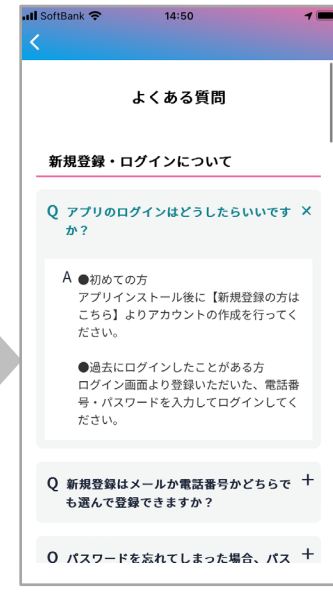 SoftBank 14:50
よくある質問
新規登録・ログインについて
Q アプリのログインはどうしたらいいです ×
か？
A ●初めての方
アプリインストール後に【新規登録の方は
こちら】よりアカウントの作成を行ってく
ださい。
●過去にログインしたことがある方
ログイン画面より登録いただいた、電話番
号・パスワードを入力してログインしてく
ださい。
Q 新規登録はメールか電話番号かどちらで +
も選んで登録できますか？
Q パスワードを忘れてしまった場合、パス +